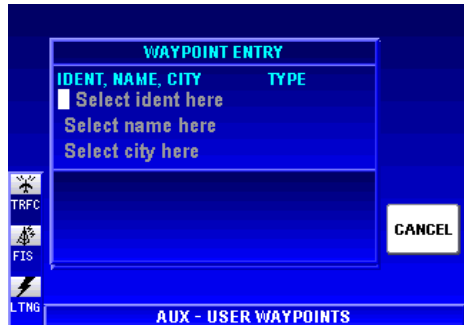 WAYPOINT ENTRY
IDENT, NAME, CITY TYPE
Select ident here
Select name here
Select city here
TRFC
FIS
LTNG
CANCEL
AUX - USER WAYPOINTS